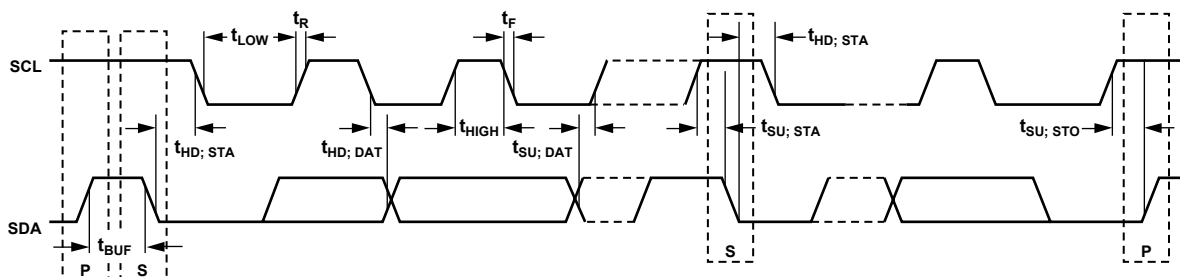 tR
tF
tLOW
tHD; STA
SCL
tHD; STA
tHD; DAT
tHIGH
tSU; DAT
tSU; STA
tSU; STO
SDA
tBUF
P
S
S
P